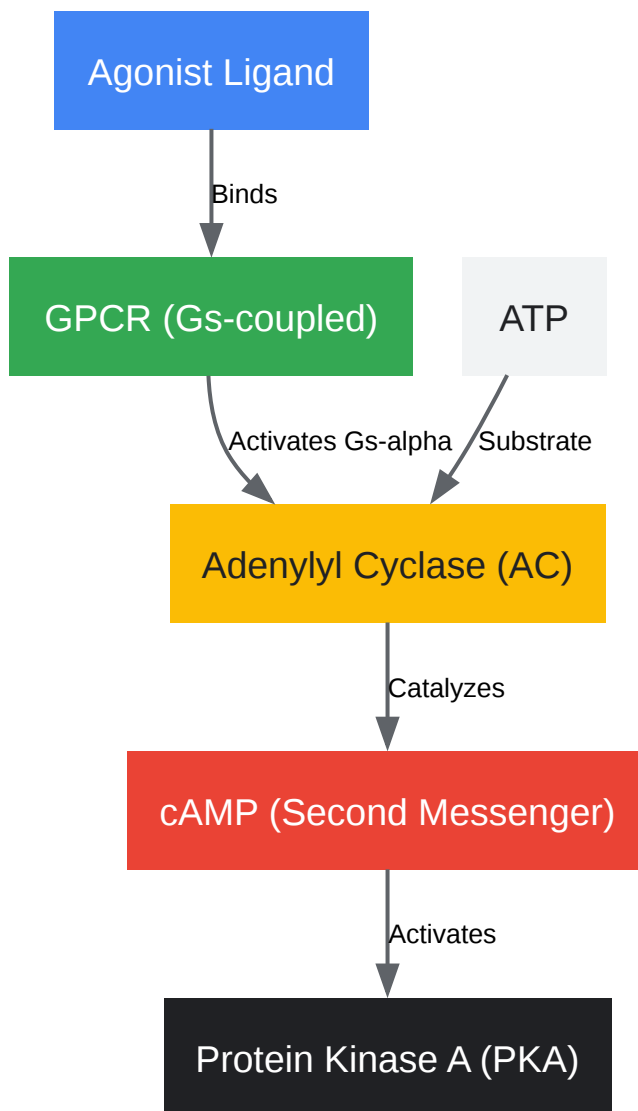 Agonist Ligand
Binds
GPCR (Gs-coupled)
ATP
Activates Gs-alpha
Substrate
Adenylyl Cyclase (AC)
Catalyzes
cAMP (Second Messenger)
Activates
Protein Kinase A (PKA)